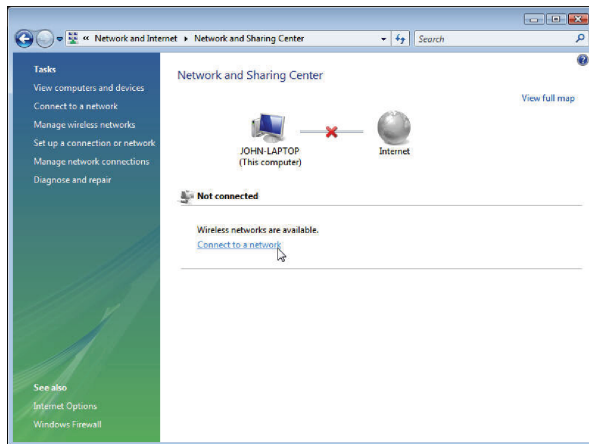 « Network and Internet ▸ Network and Sharing Center
Search
Tasks
View computers and devices
Connect to a network
Manage wireless networks
Set up a connection or network
Manage network connections
Diagnose and repair
See also
Internet Options
Windows Firewall
Network and Sharing Center
View full map
JOHN-LAPTOP
(This computer)
Internet
Not connected
Wireless networks are available.
Connect to a network